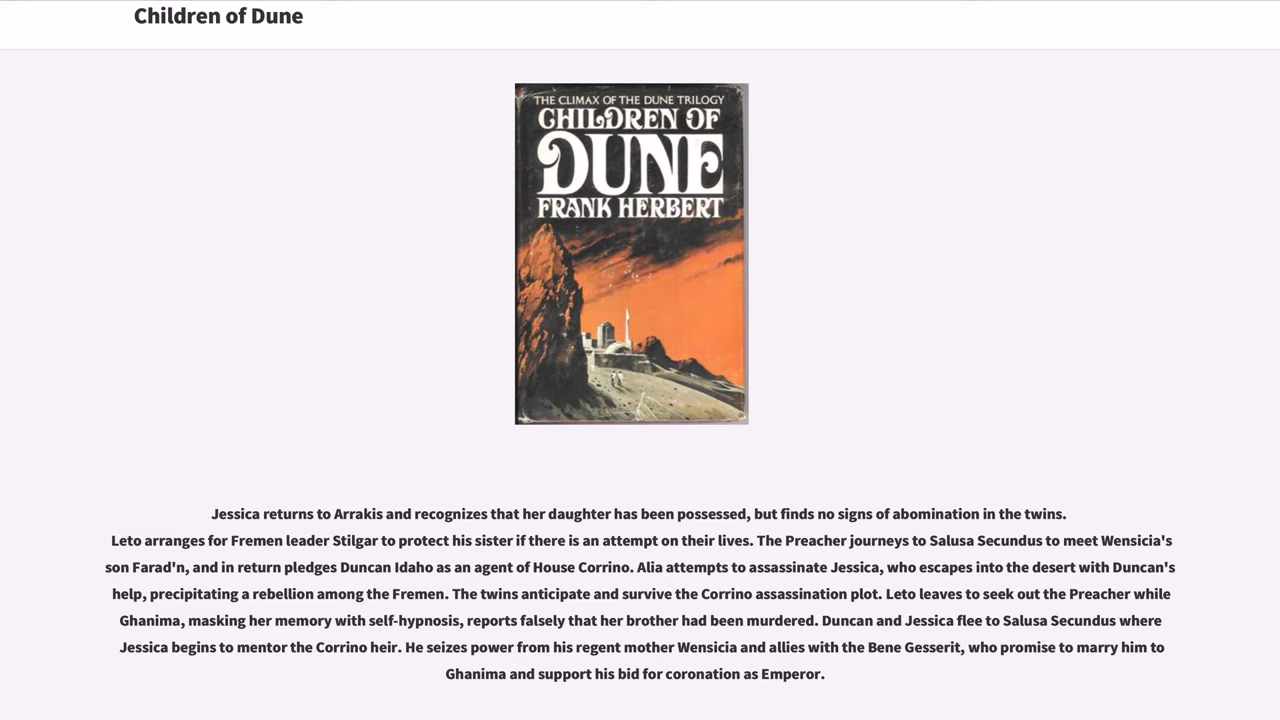 Children of Dune
THE CLIMAX OF THE DUNE TRILOGY
CHILDREN OF
DUNE
FRANK HERBERT
Jessica returns to Arrakis and recognizes that her daughter has been possessed, but finds no signs of abomination in the twins.
Leto arranges for Fremen leader Stilgar to protect his sister if there is an attempt on their lives. The Preacher journeys to Salusa Secundus to meet Wensicia's
son Farad'n, and in return pledges Duncan Idaho as an agent of House Corrino. Alia attempts to assassinate Jessica, who escapes into the desert with Duncan's
help, precipitating a rebellion among the Fremen. The twins anticipate and survive the Corrino assassination plot. Leto leaves to seek out the Preacher while
Ghanima, masking her memory with self-hypnosis, reports falsely that her brother had been murdered. Duncan and Jessica flee to Salusa Secundus where
Jessica begins to mentor the Corrino heir. He seizes power from his regent mother Wensicia and allies with the Bene Gesserit, who promise to marry him to
Ghanima and support his bid for coronation as Emperor.